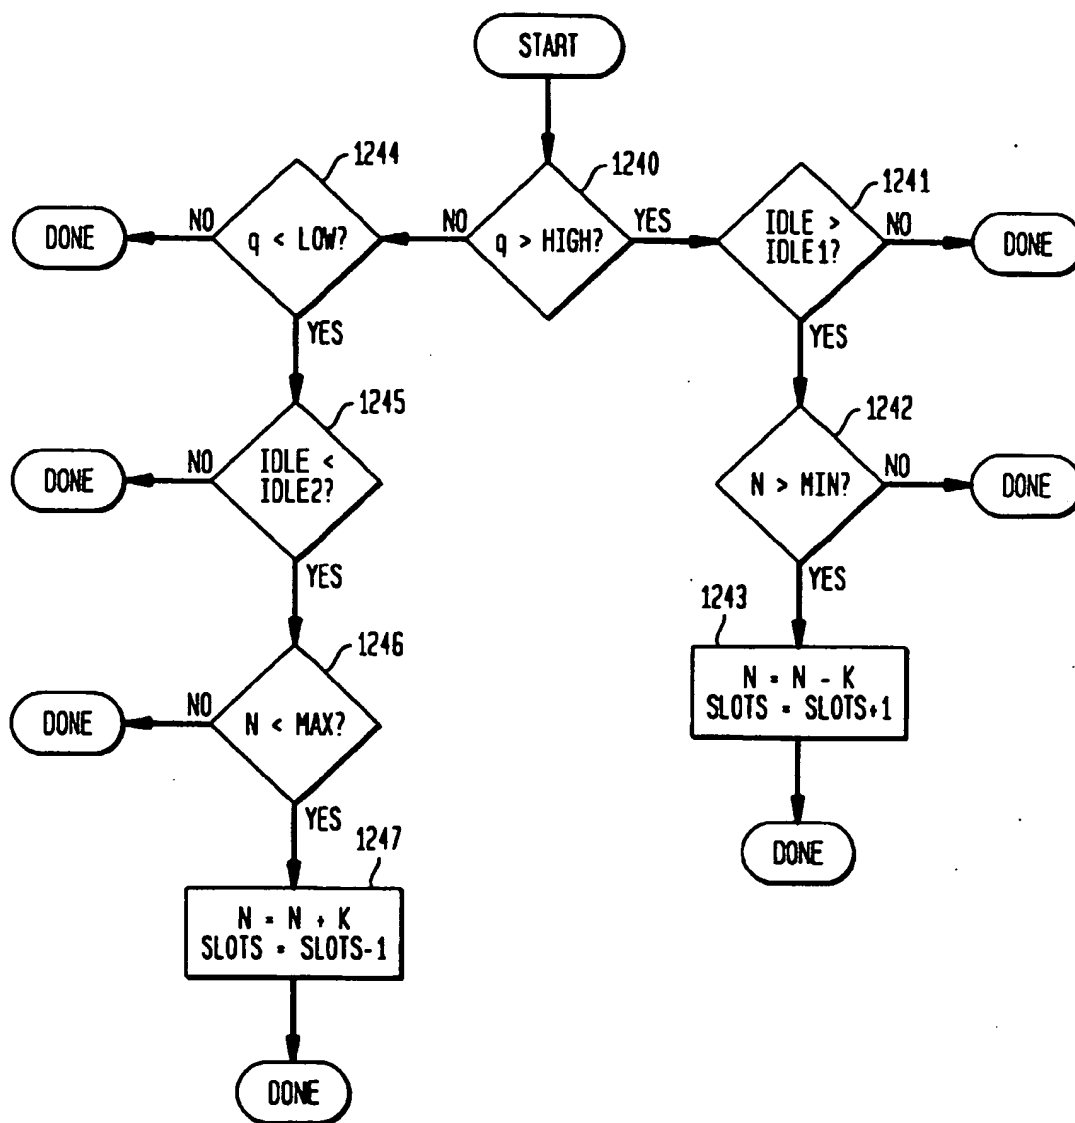 START
1244
1240
1241
NO
q < LOW?
DONE
NO
q > HIGH?
YES
IDLE >
IDLE1?
NO
DONE
YES
YES
1245
1242
NO
IDLE <
IDLE2?
DONE
N > MIN?
NO
DONE
YES
YES
1243
1246
N = N - K
SLOTS = SLOTS+1
NO
N < MAX?
DONE
YES
1247
DONE
N = N + K
SLOTS = SLOTS-1
DONE